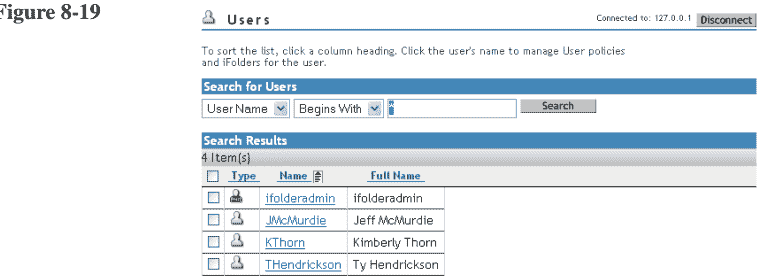 Figure 8-19
Users
Connected to: 127.0.0.1 Disconnect
To sort the list, click a column heading. Click the user's name to manage User policies
and iFolders for the user.
Search for Users
User Name Begins With * Search
Search Results
4 Item(s)
Type Name Full Name
ifolderadmin ifolderadmin
JMcMurdie Jeff McMurdie
KThorn Kimberly Thorn
THendrickson Ty Hendrickson